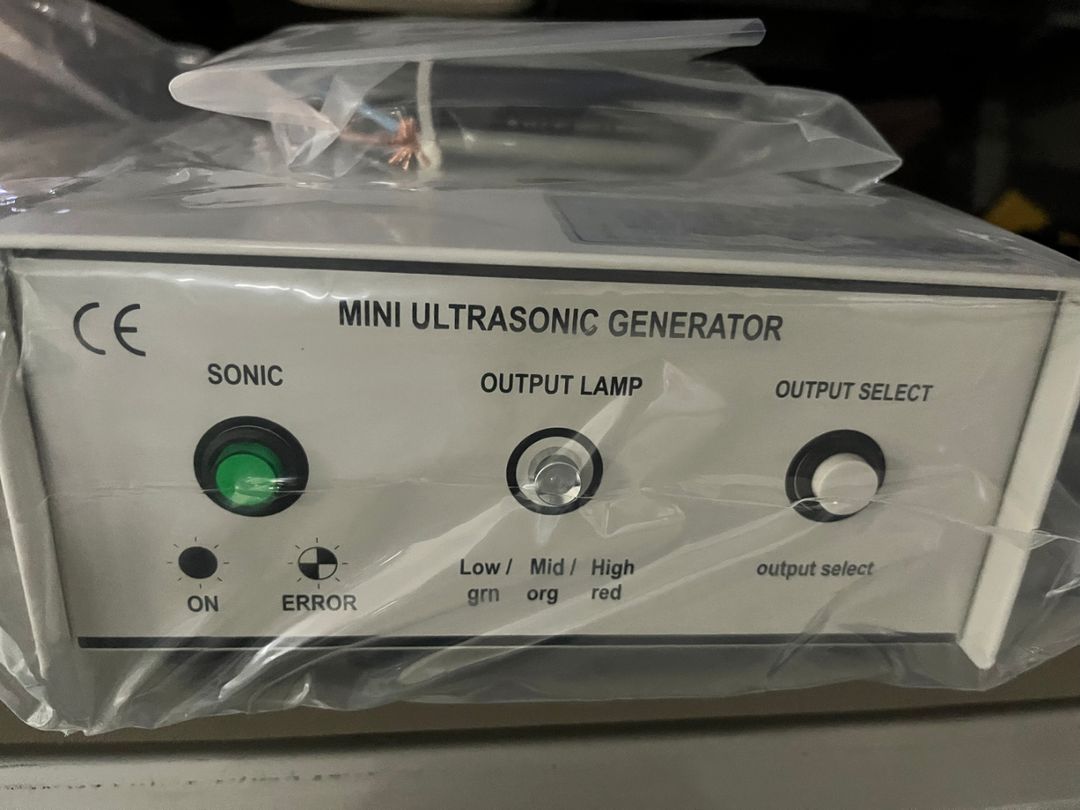 CE
MINI ULTRASONIC GENERATOR
SONIC
OUTPUT LAMP
OUTPUT SELECT
Low / Mid / High
grn org red
output select
ON
ERROR